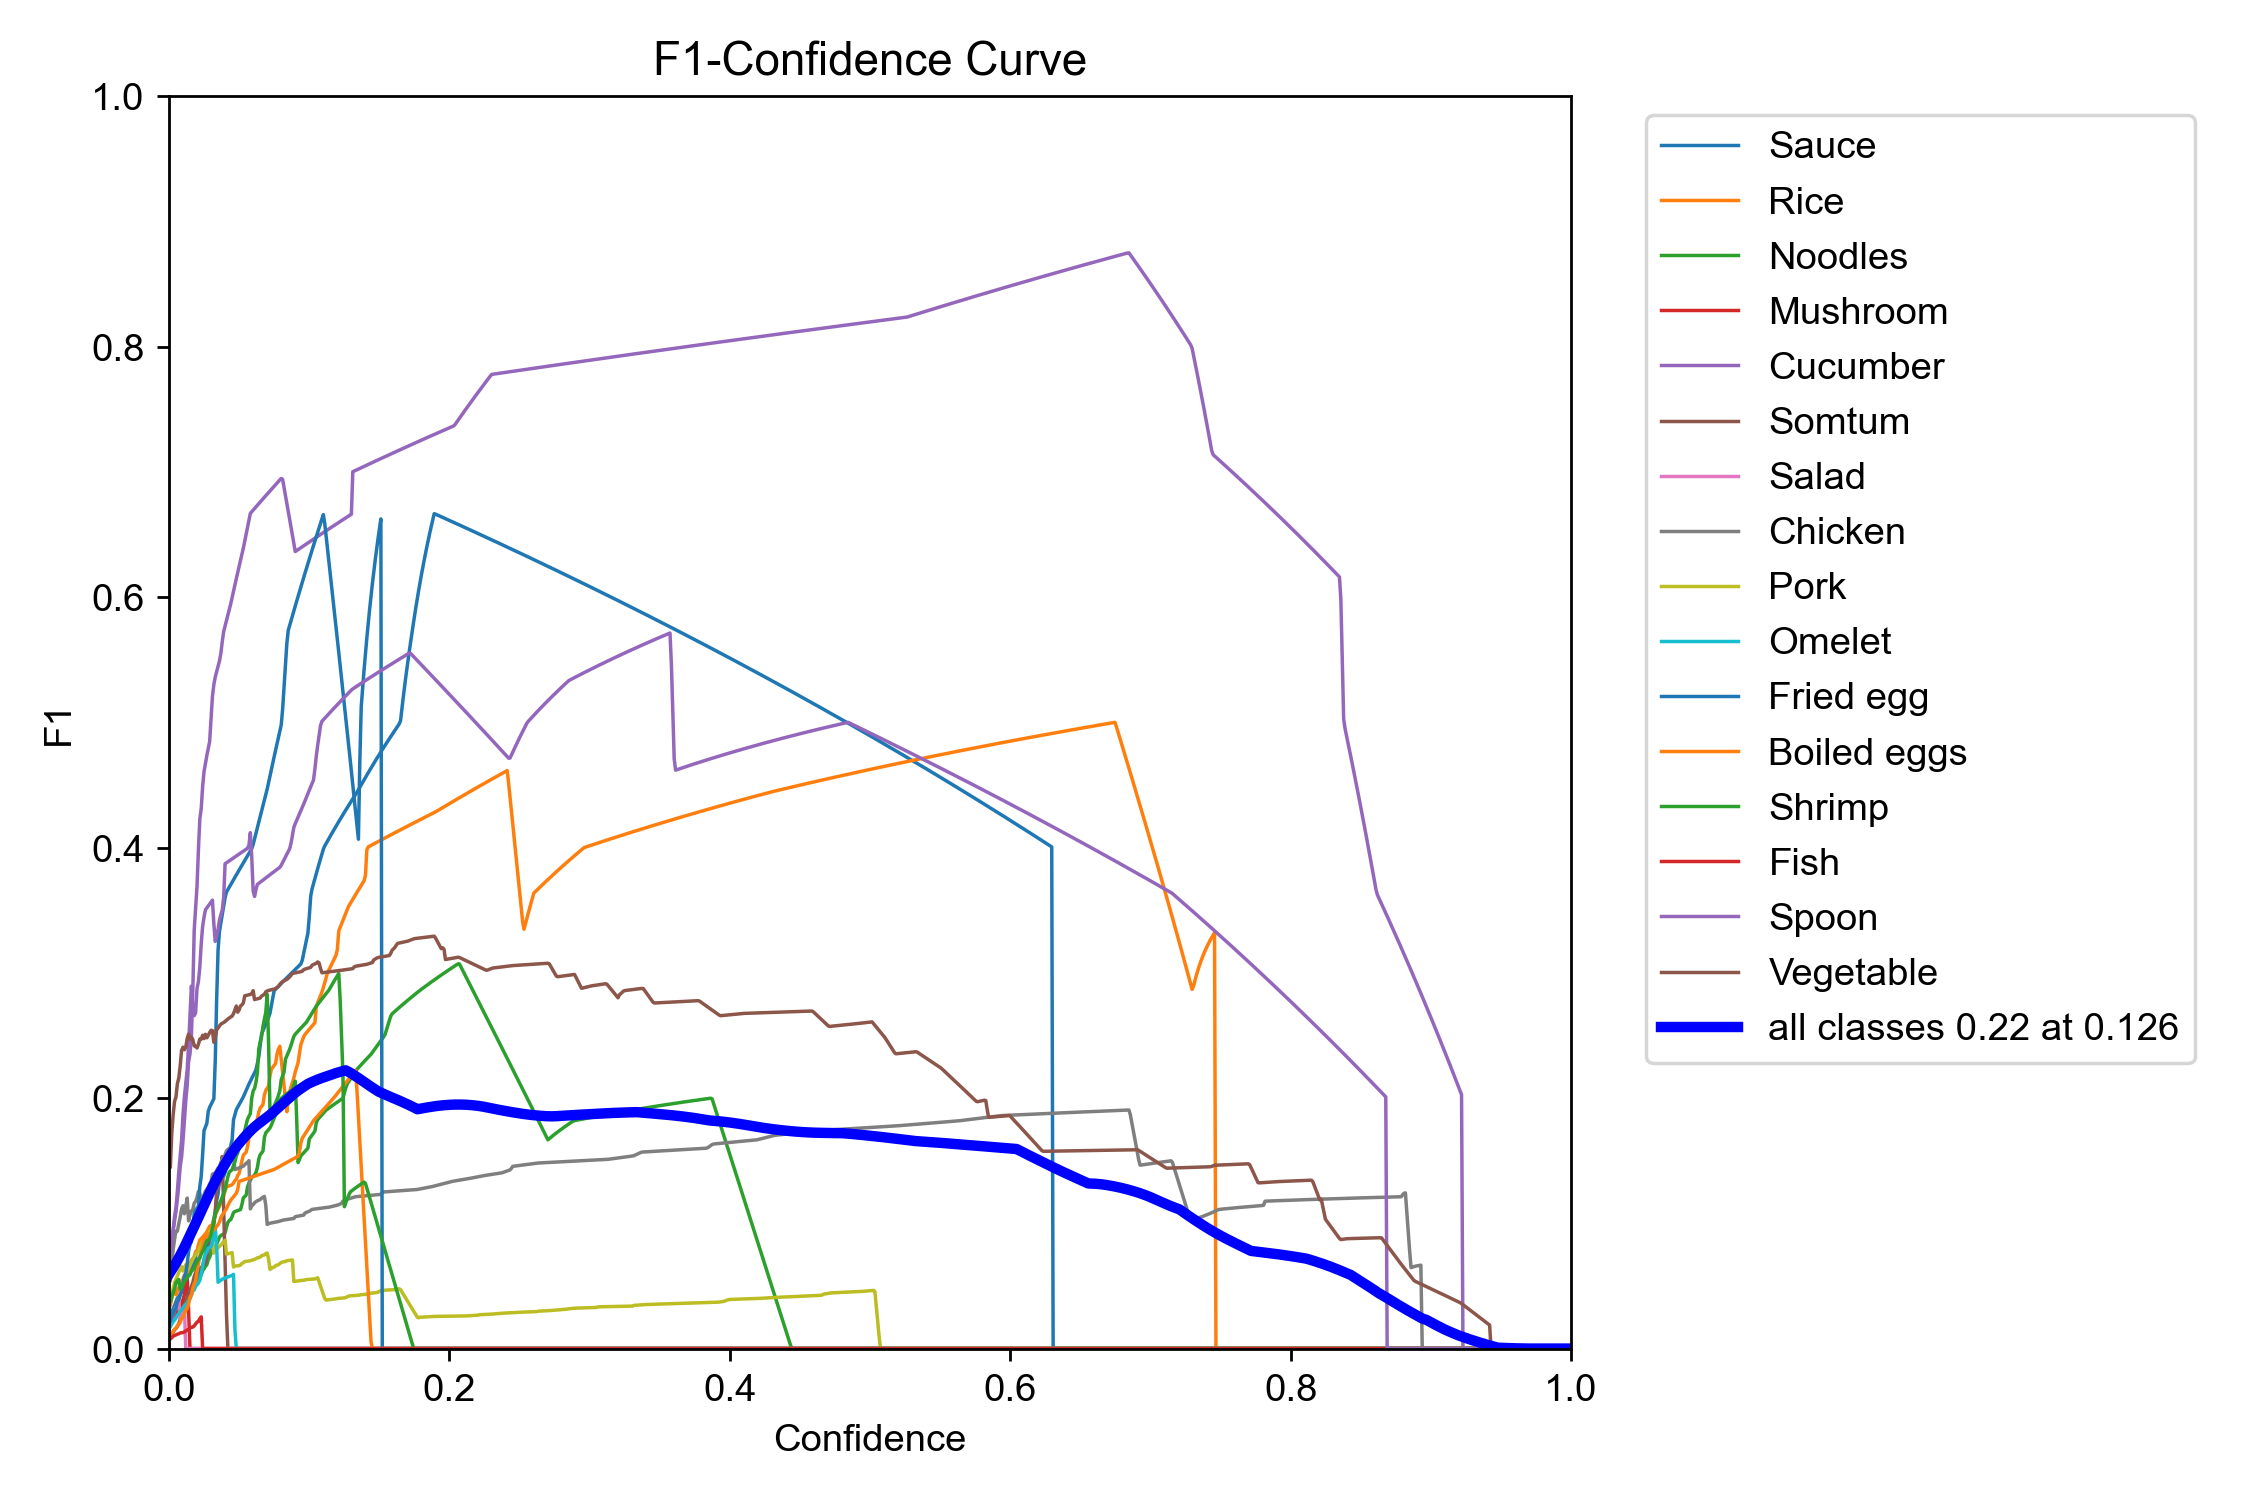 F1-Confidence Curve
1.0
0.8
0.6
0.4
0.2
0.0
F1
0.0 0.2 0.4 0.6 0.8 1.0
Confidence
Sauce
Rice
Noodles
Mushroom
Cucumber
Somtum
Salad
Chicken
Pork
Omelet
Fried egg
Boiled eggs
Shrimp
Fish
Spoon
Vegetable
all classes 0.22 at 0.126